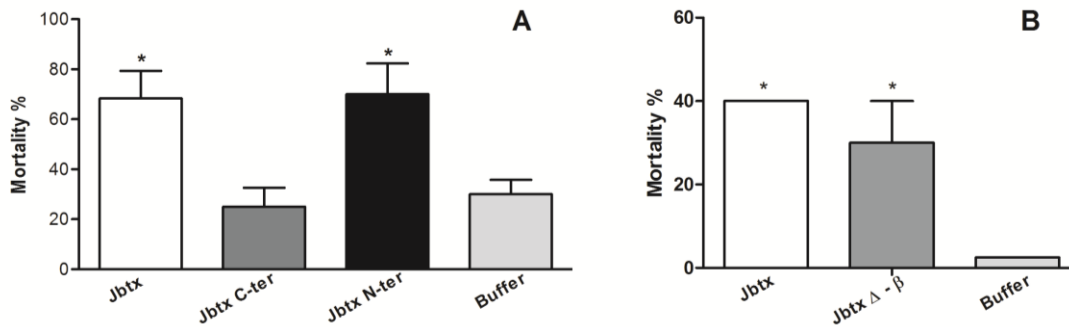 A
Mortality %
100
80
60
40
20
0
*
*
Jbtx
Jbtx C-ter
Jbtx N-ter
Buffer
B
Mortality %
60
40
20
0
*
*
Jbtx
Jbtx Δ - β
Buffer